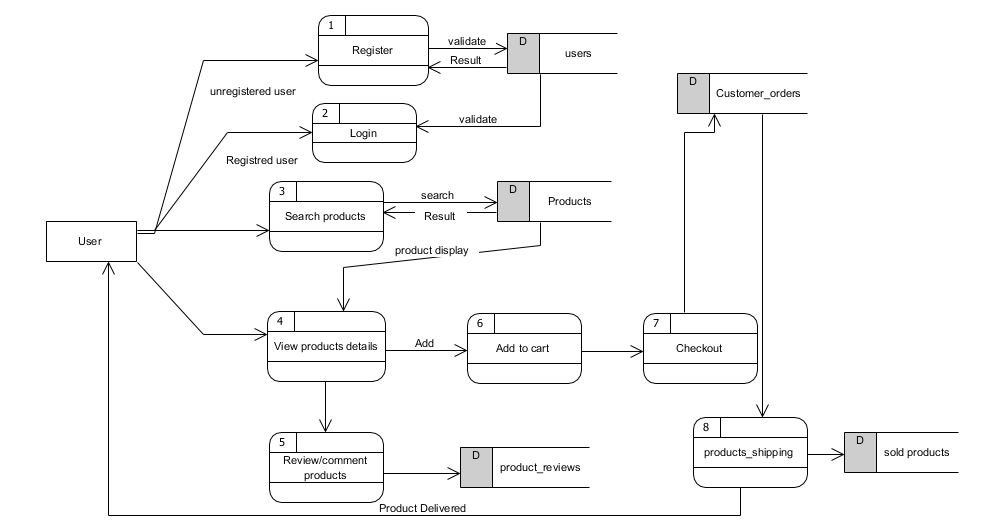 1
Register
validate
Result
D
users
unregistered user
2
Login
validate
Registred user
D
Customer_orders
3
Search products
search
Result
D
Products
User
product display
4
View products details
Add
6
Add to cart
7
Checkout
5
Review/comment
products
D
product_reviews
8
products_shipping
D
sold products
Product Delivered